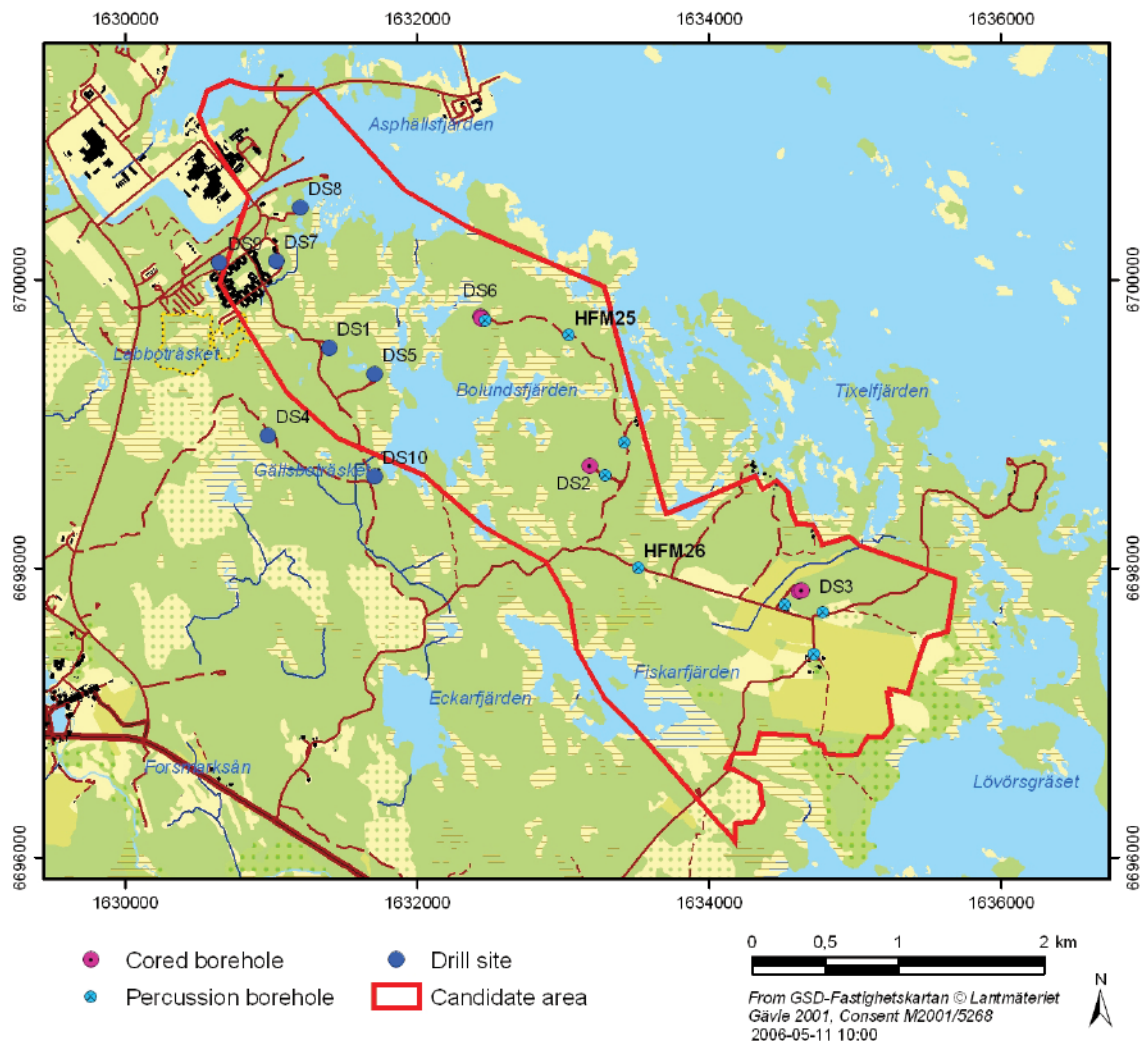 1630000 1632000 1634000 1636000
Asphällsfjärden
DS8
DS9 DS7
6700000 6700000
DS6
HFM25
DS1
Labboträsket
DS5
Bolundsfjärden
Tixelfjärden
DS4
DS10
Gällsboträsket
DS2
HFM26
6698000 6698000
DS3
Fiskarfjärden
Eckarfjärden
Forsmarksån
Lövörsgräset
6696000 6696000
1630000 1632000 1634000 1636000
Cored borehole
Percussion borehole
Drill site
Candidate area
0 0,5 1 2 km
From GSD-Fastighetskartan © Lantmäteriet
Gävle 2001, Consent M2001/5268
2006-05-11 10:00
N